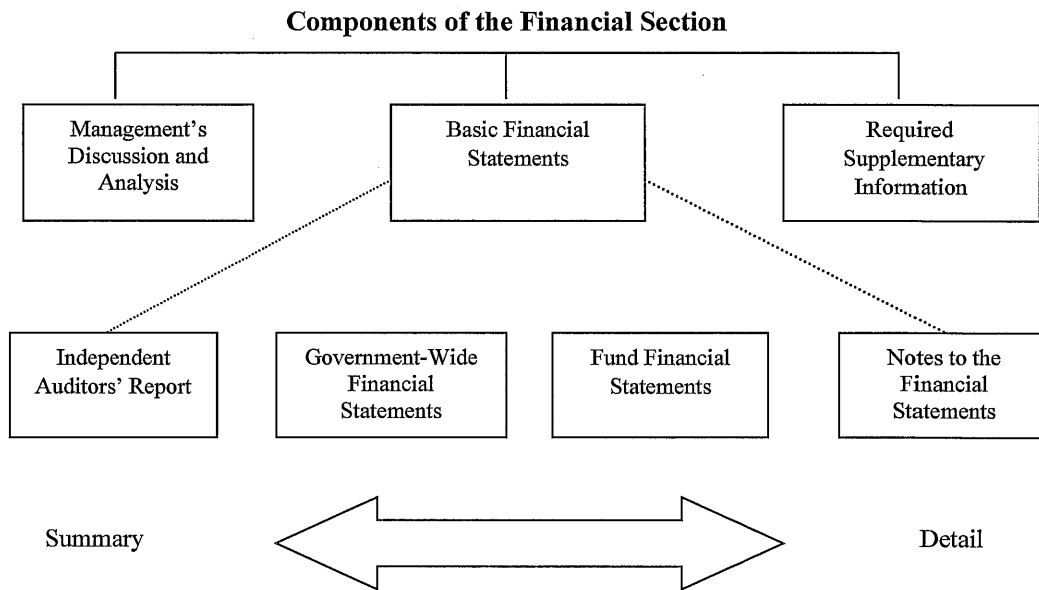 Components of the Financial Section
Management's
Discussion and
Analysis
Basic Financial
Statements
Required
Supplementary
Information
Independent
Auditors' Report
Government-Wide
Financial
Statements
Fund Financial
Statements
Notes to the
Financial
Statements
Summary
Detail